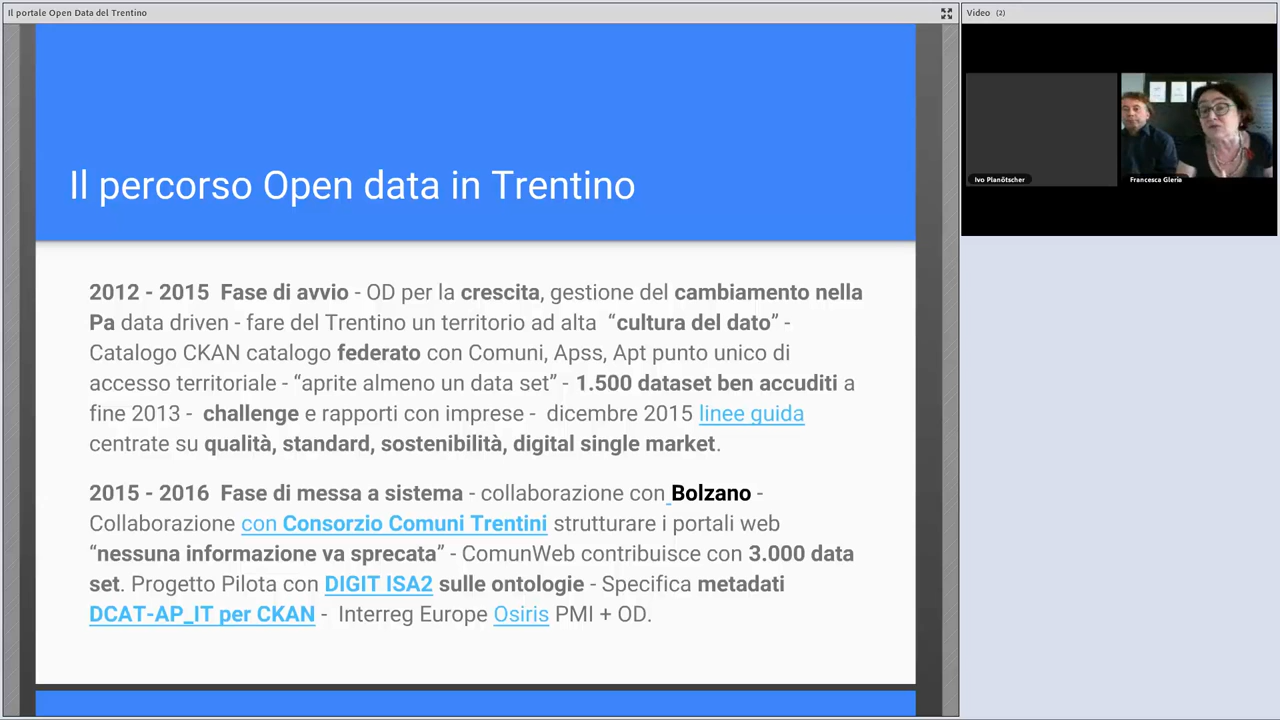 Il portale Open Data del Trentino
Video (2)
Ivo Planötscher
Francesca Gleria
Il percorso Open data in Trentino
2012 - 2015 Fase di avvio - OD per la crescita, gestione del cambiamento nella
Pa data driven - fare del Trentino un territorio ad alta “cultura del dato” -
Catalogo CKAN catalogo federato con Comuni, Apss, Apt punto unico di
accesso territoriale - “aprite almeno un data set” - 1.500 dataset ben accuditi a
fine 2013 - challenge e rapporti con imprese - dicembre 2015 linee guida
centrate su qualità, standard, sostenibilità, digital single market.
2015 - 2016 Fase di messa a sistema - collaborazione con Bolzano -
Collaborazione con Consorzio Comuni Trentini strutturare i portali web
“nessuna informazione va sprecata” - ComunWeb contribuisce con 3.000 data
set. Progetto Pilota con DIGIT ISA2 sulle ontologie - Specifica metadati
DCAT-AP_IT per CKAN - Interreg Europe Osiris PMI + OD.